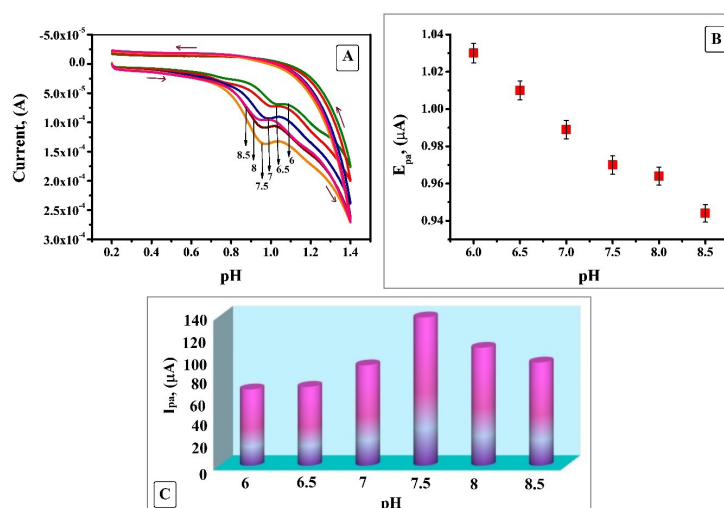 A
Current, (A)
-5.0x10⁻⁵
0.0
5.0x10⁻⁵
1.0x10⁻⁴
1.5x10⁻⁴
2.0x10⁻⁴
2.5x10⁻⁴
3.0x10⁻⁴
8.5
8
7.5
7
6.5
6
0.2 0.4 0.6 0.8 1.0 1.2 1.4
pH
B
E_pa, (µA)
1.04
1.02
1.00
0.98
0.96
0.94
6.0 6.5 7.0 7.5 8.0 8.5
pH
C
I_pa, (µA)
140
120
100
80
60
40
20
0
6 6.5 7 7.5 8 8.5
pH